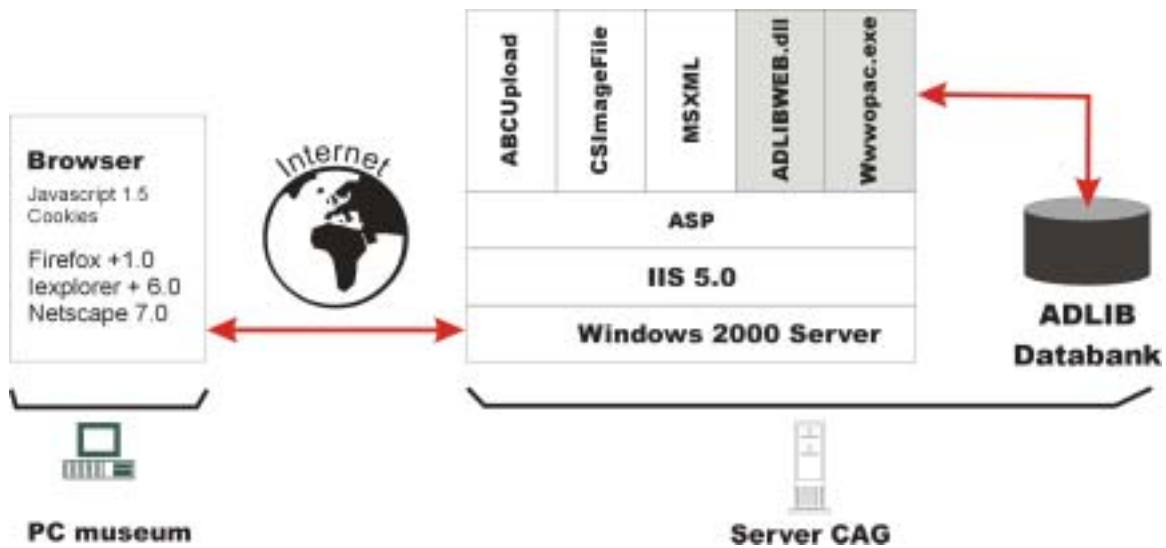 Browser
Javascript 1.5
Cookies
Firefox +1.0
Iexplorer + 6.0
Netscape 7.0
PC museum
Internet
ABCUpload
CSImageFile
MSXML
ADLIBWEB.dll
Wwwopac.exe
ASP
IIS 5.0
Windows 2000 Server
Server CAG
ADLIB
Databank